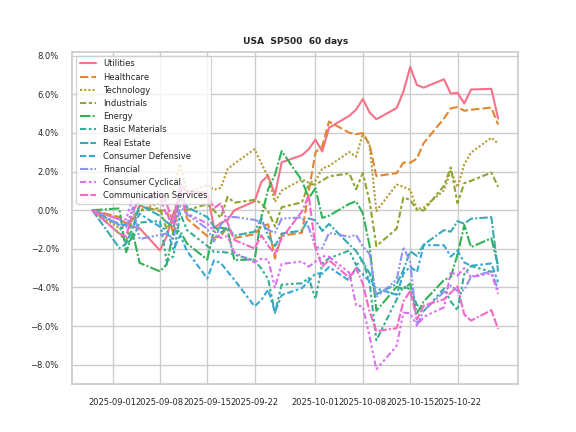 USA  SP500  60 days
8.0%
6.0%
4.0%
2.0%
0.0%
−2.0%
−4.0%
−6.0%
−8.0%
Utilities
Healthcare
Technology
Industrials
Energy
Basic Materials
Real Estate
Consumer Defensive
Financial
Consumer Cyclical
Communication Services
2025-09-01 2025-09-08 2025-09-15 2025-09-22 2025-10-01 2025-10-08 2025-10-15 2025-10-22